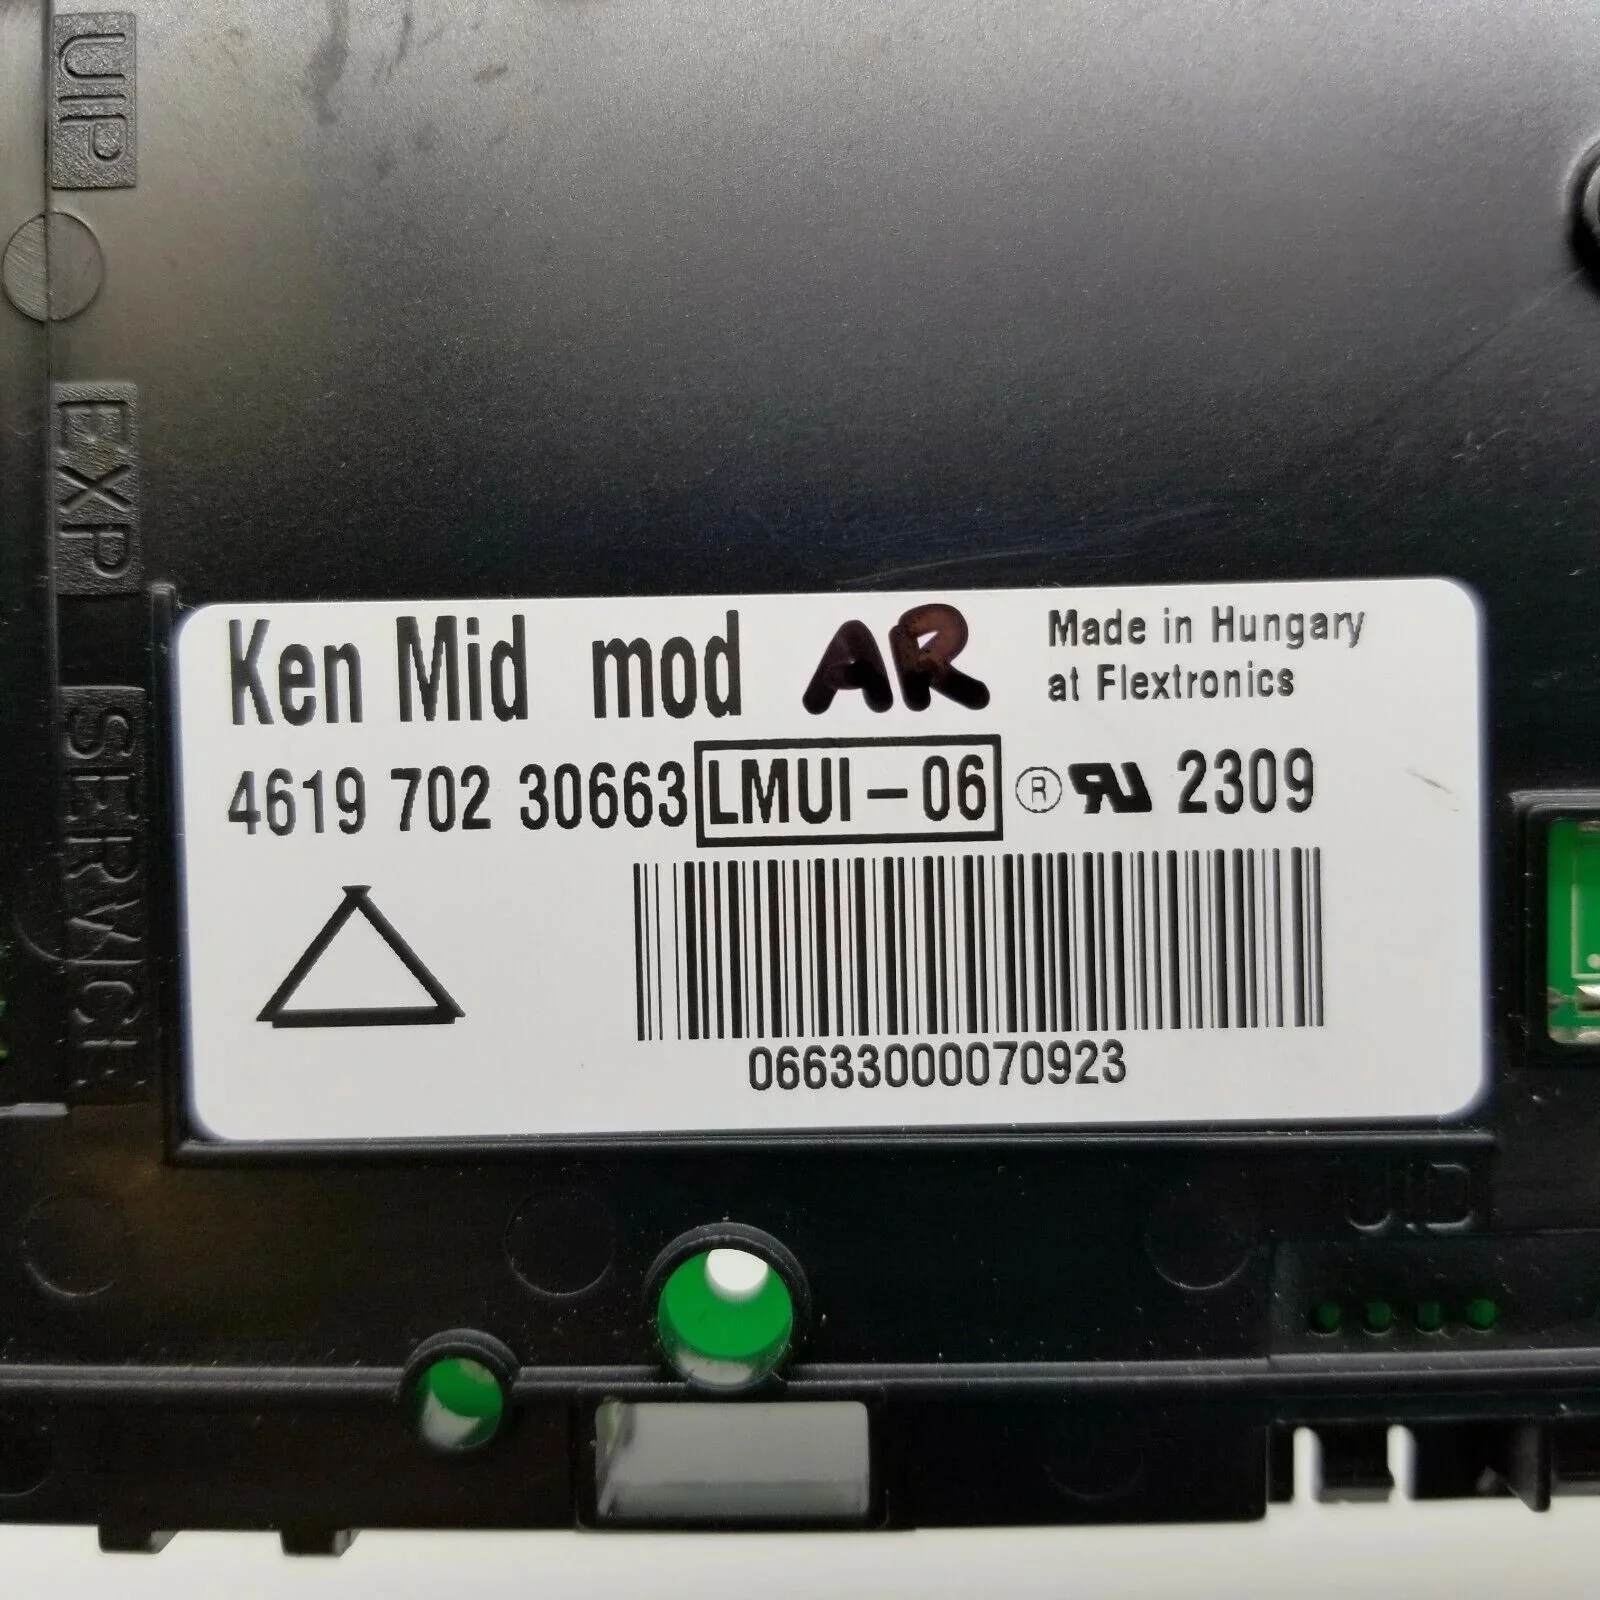 UIP
EXP
SERVICE
Ken Mid mod AR
Made in Hungary
at Flextronics
4619 702 30663 LMUI-06 ® 2309
06633000070923